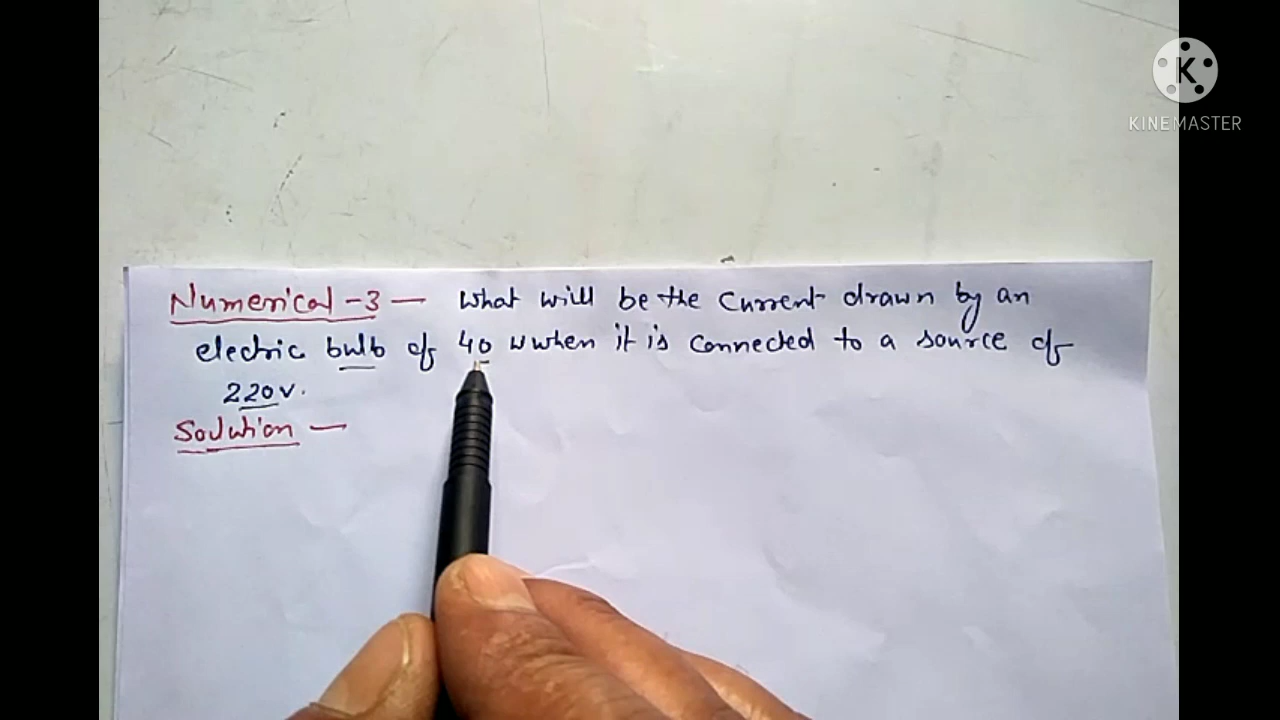 K
KINEMASTER
Numerical -3 — What will be the Current drawn by an
electric bulb of 40 w when it is connected to a source of
220v.
Solution —